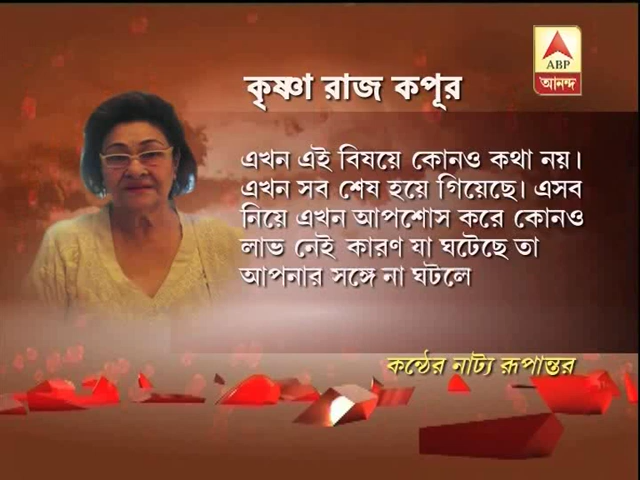 ABP
আনন্দ
কৃষ্ণা রাজ কপূর
এখন এই বিষয়ে কোনও কথা নয়।
এখন সব শেষ হয়ে গিয়েছে। এসব
নিয়ে এখন আপশোস করে কোনও
লাভ নেই কারণ যা ঘটেছে তা
আপনার সঙ্গে না ঘটলে
কন্ঠের নাট্য রূপান্তর